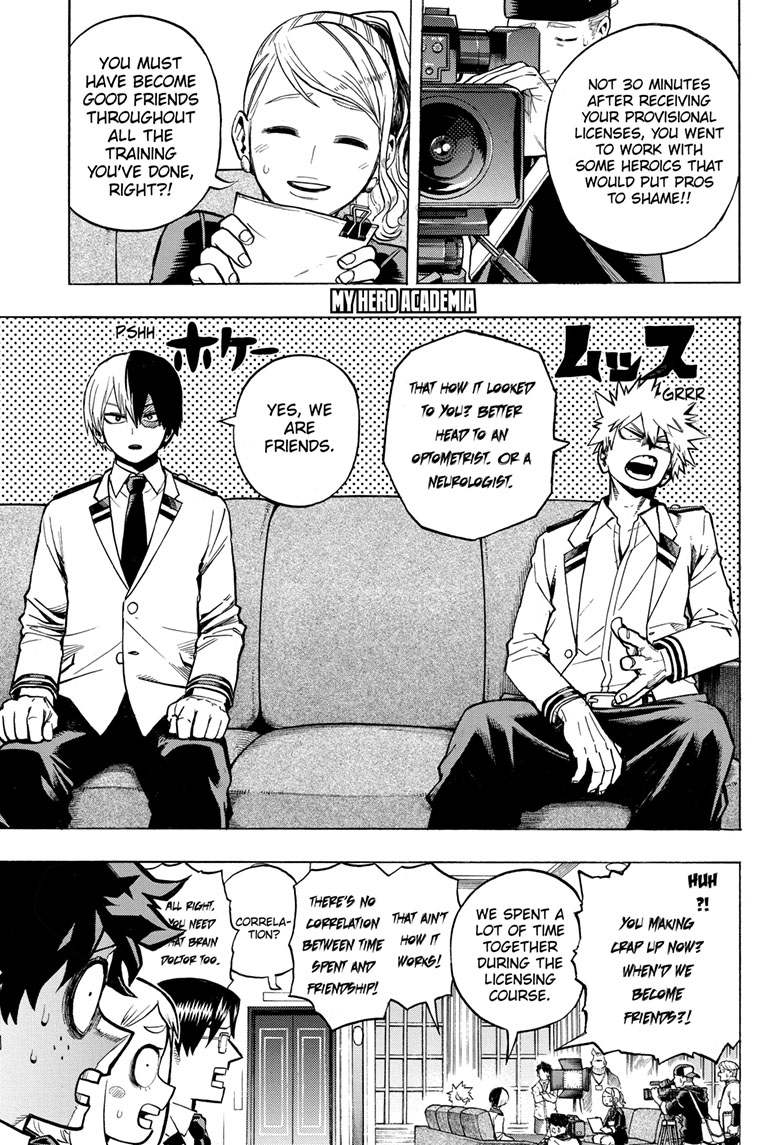 NOT 30 MINUTES
AFTER RECEIVING
YOUR PROVISIONAL
LICENSES, YOU WENT
TO WORK WITH
SOME HEROICS THAT
WOULD PUT PROS
TO SHAME!!
YOU MUST
HAVE BECOME
GOOD FRIENDS
THROUGHOUT
ALL THE
TRAINING
YOU'VE DONE,
RIGHT?!
MY HERO ACADEMIA
ムッス
GRRR
THAT HOW IT LOOKED
TO YOU? BETTER
HEAD TO AN
OPTOMETRIST. OR A
NEUROLOGIST.
YES, WE
ARE
FRIENDS.
ホケー
PSHH
HUH
?!
YOU MAKING
CRAP UP NOW?
WHEN'D WE
BECOME
FRIENDS?!
WE SPENT A
LOT OF TIME
TOGETHER
DURING THE
LICENSING
COURSE.
THAT AIN'T
HOW IT
WORKS!
THERE'S NO
CORRELATION
BETWEEN TIME
SPENT AND
FRIENDSHIP!
CORRELA-
TION?
ALL RIGHT,
YOU NEED
THAT BRAIN
DOCTOR TOO.